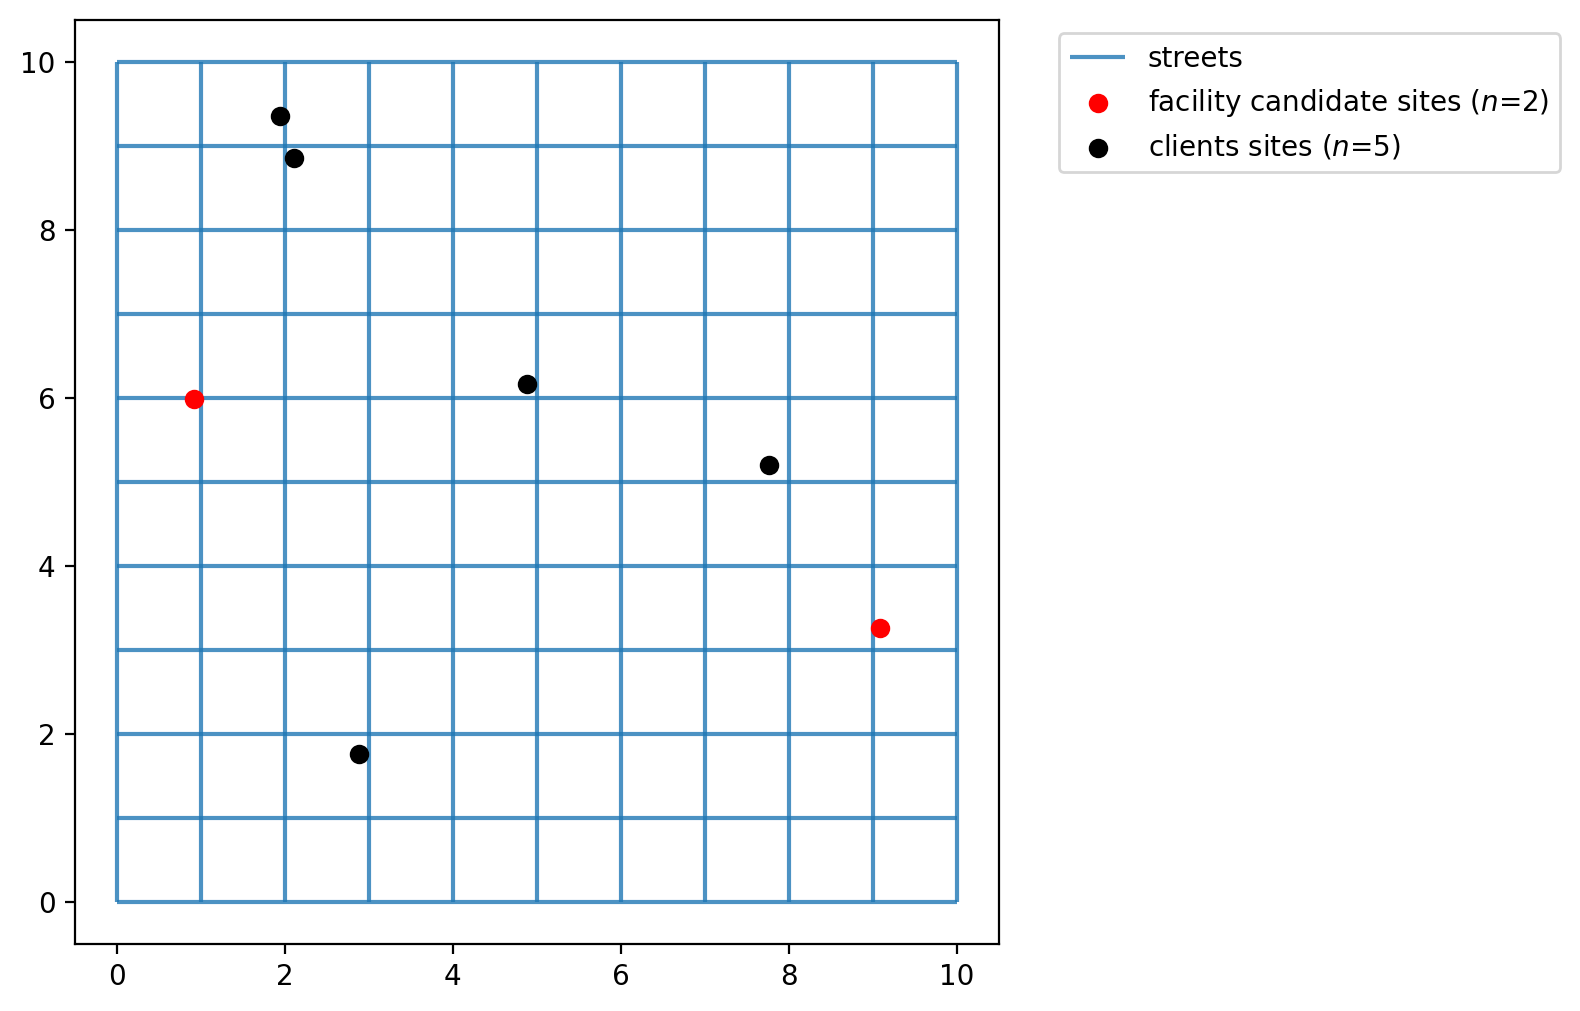 streets
facility candidate sites (n=2)
clients sites (n=5)
10
8
6
4
2
0
0 2 4 6 8 10